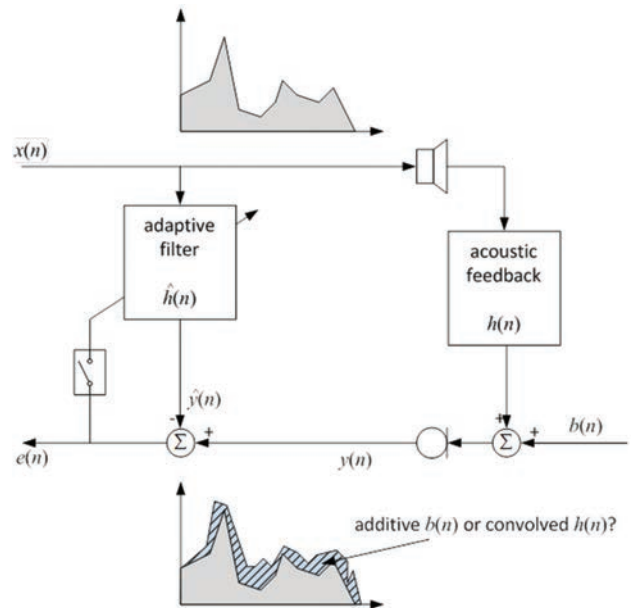 x(n)
adaptive
filter
ĥ(n)
acoustic
feedback
h(n)
ŷ(n)
-
Σ
+
+
+
Σ
b(n)
e(n)
y(n)
additive b(n) or convolved h(n)?